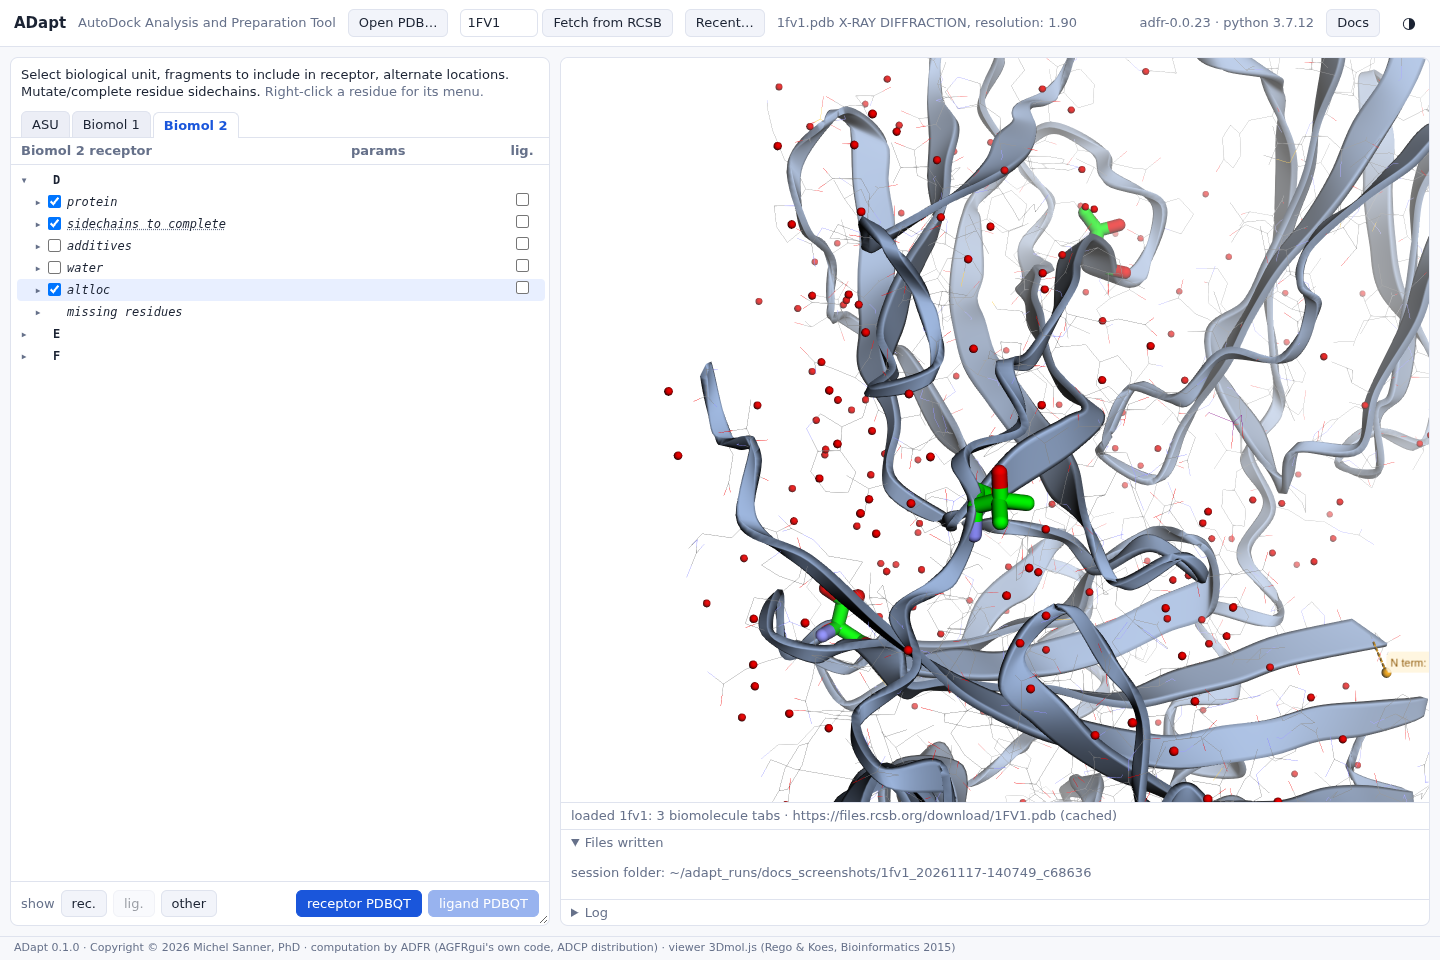 ADapt AutoDock Analysis and Preparation Tool Open PDB... 1FV1 Fetch from RCSB Recent... 1fv1.pdb X-RAY DIFFRACTION, resolution: 1.90 adfr-0.0.23 · python 3.7.12 Docs
Select biological unit, fragments to include in receptor, alternate locations.
Mutate/complete residue sidechains. Right-click a residue for its menu.
ASU Biomol 1 Biomol 2
Biomol 2 receptor params lig.
D
protein
sidechains to complete
additives
water
altloc
missing residues
E
F
show rec. lig. other receptor PDBQT ligand PDBQT
N term:
loaded 1fv1: 3 biomolecule tabs · https://files.rcsb.org/download/1FV1.pdb (cached)
Files written
session folder: ~/adapt_runs/docs_screenshots/1fv1_20261117-140749_c68636
Log
ADapt 0.1.0 · Copyright © 2026 Michel Sanner, PhD · computation by ADFR (AGFRgui's own code, ADCP distribution) · viewer 3Dmol.js (Rego & Koes, Bioinformatics 2015)